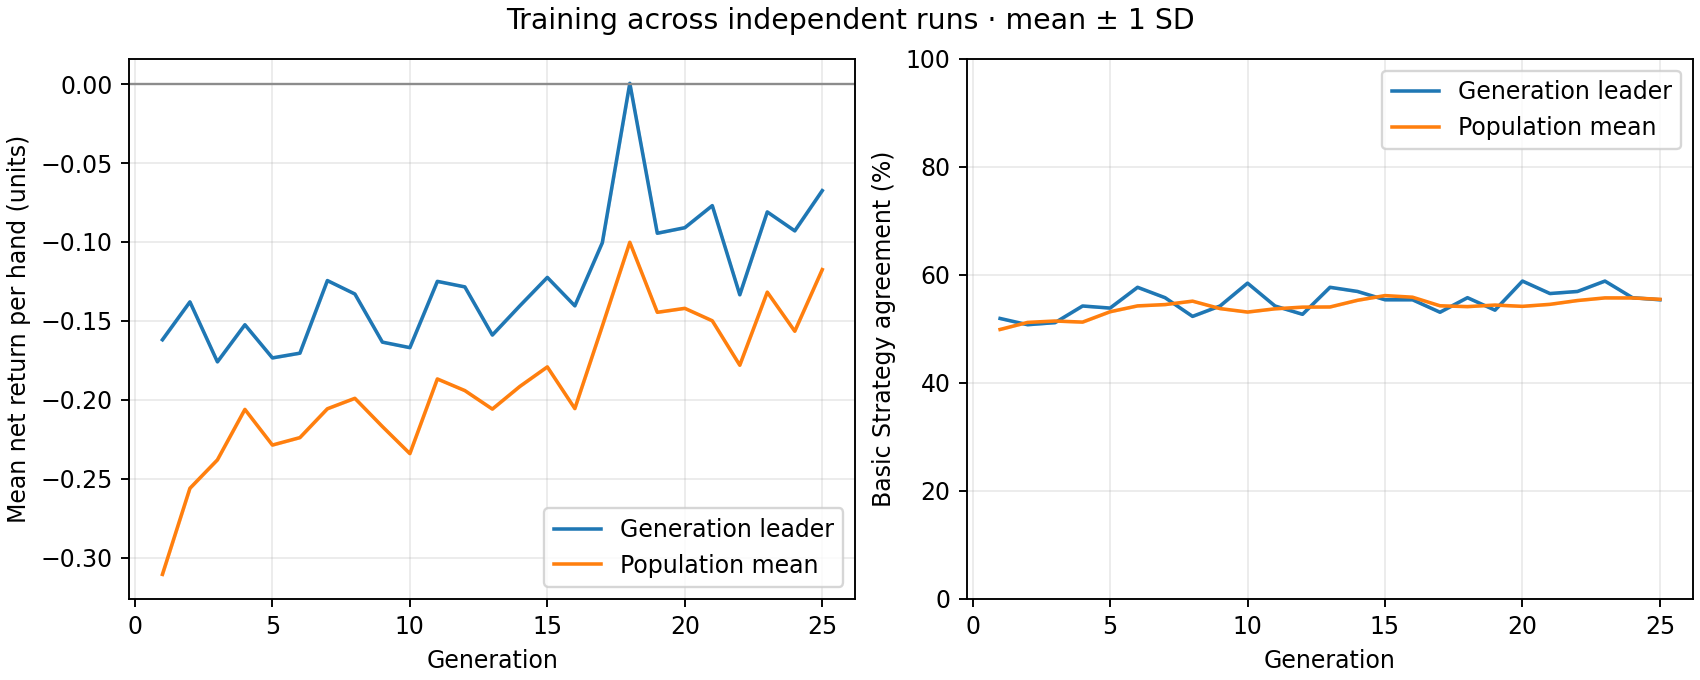 Training across independent runs · mean ± 1 SD
Mean net return per hand (units)
0.00
−0.05
−0.10
−0.15
−0.20
−0.25
−0.30
Generation leader
Population mean
0 5 10 15 20 25
Generation
Basic Strategy agreement (%)
100
80
60
40
20
0
Generation leader
Population mean
0 5 10 15 20 25
Generation